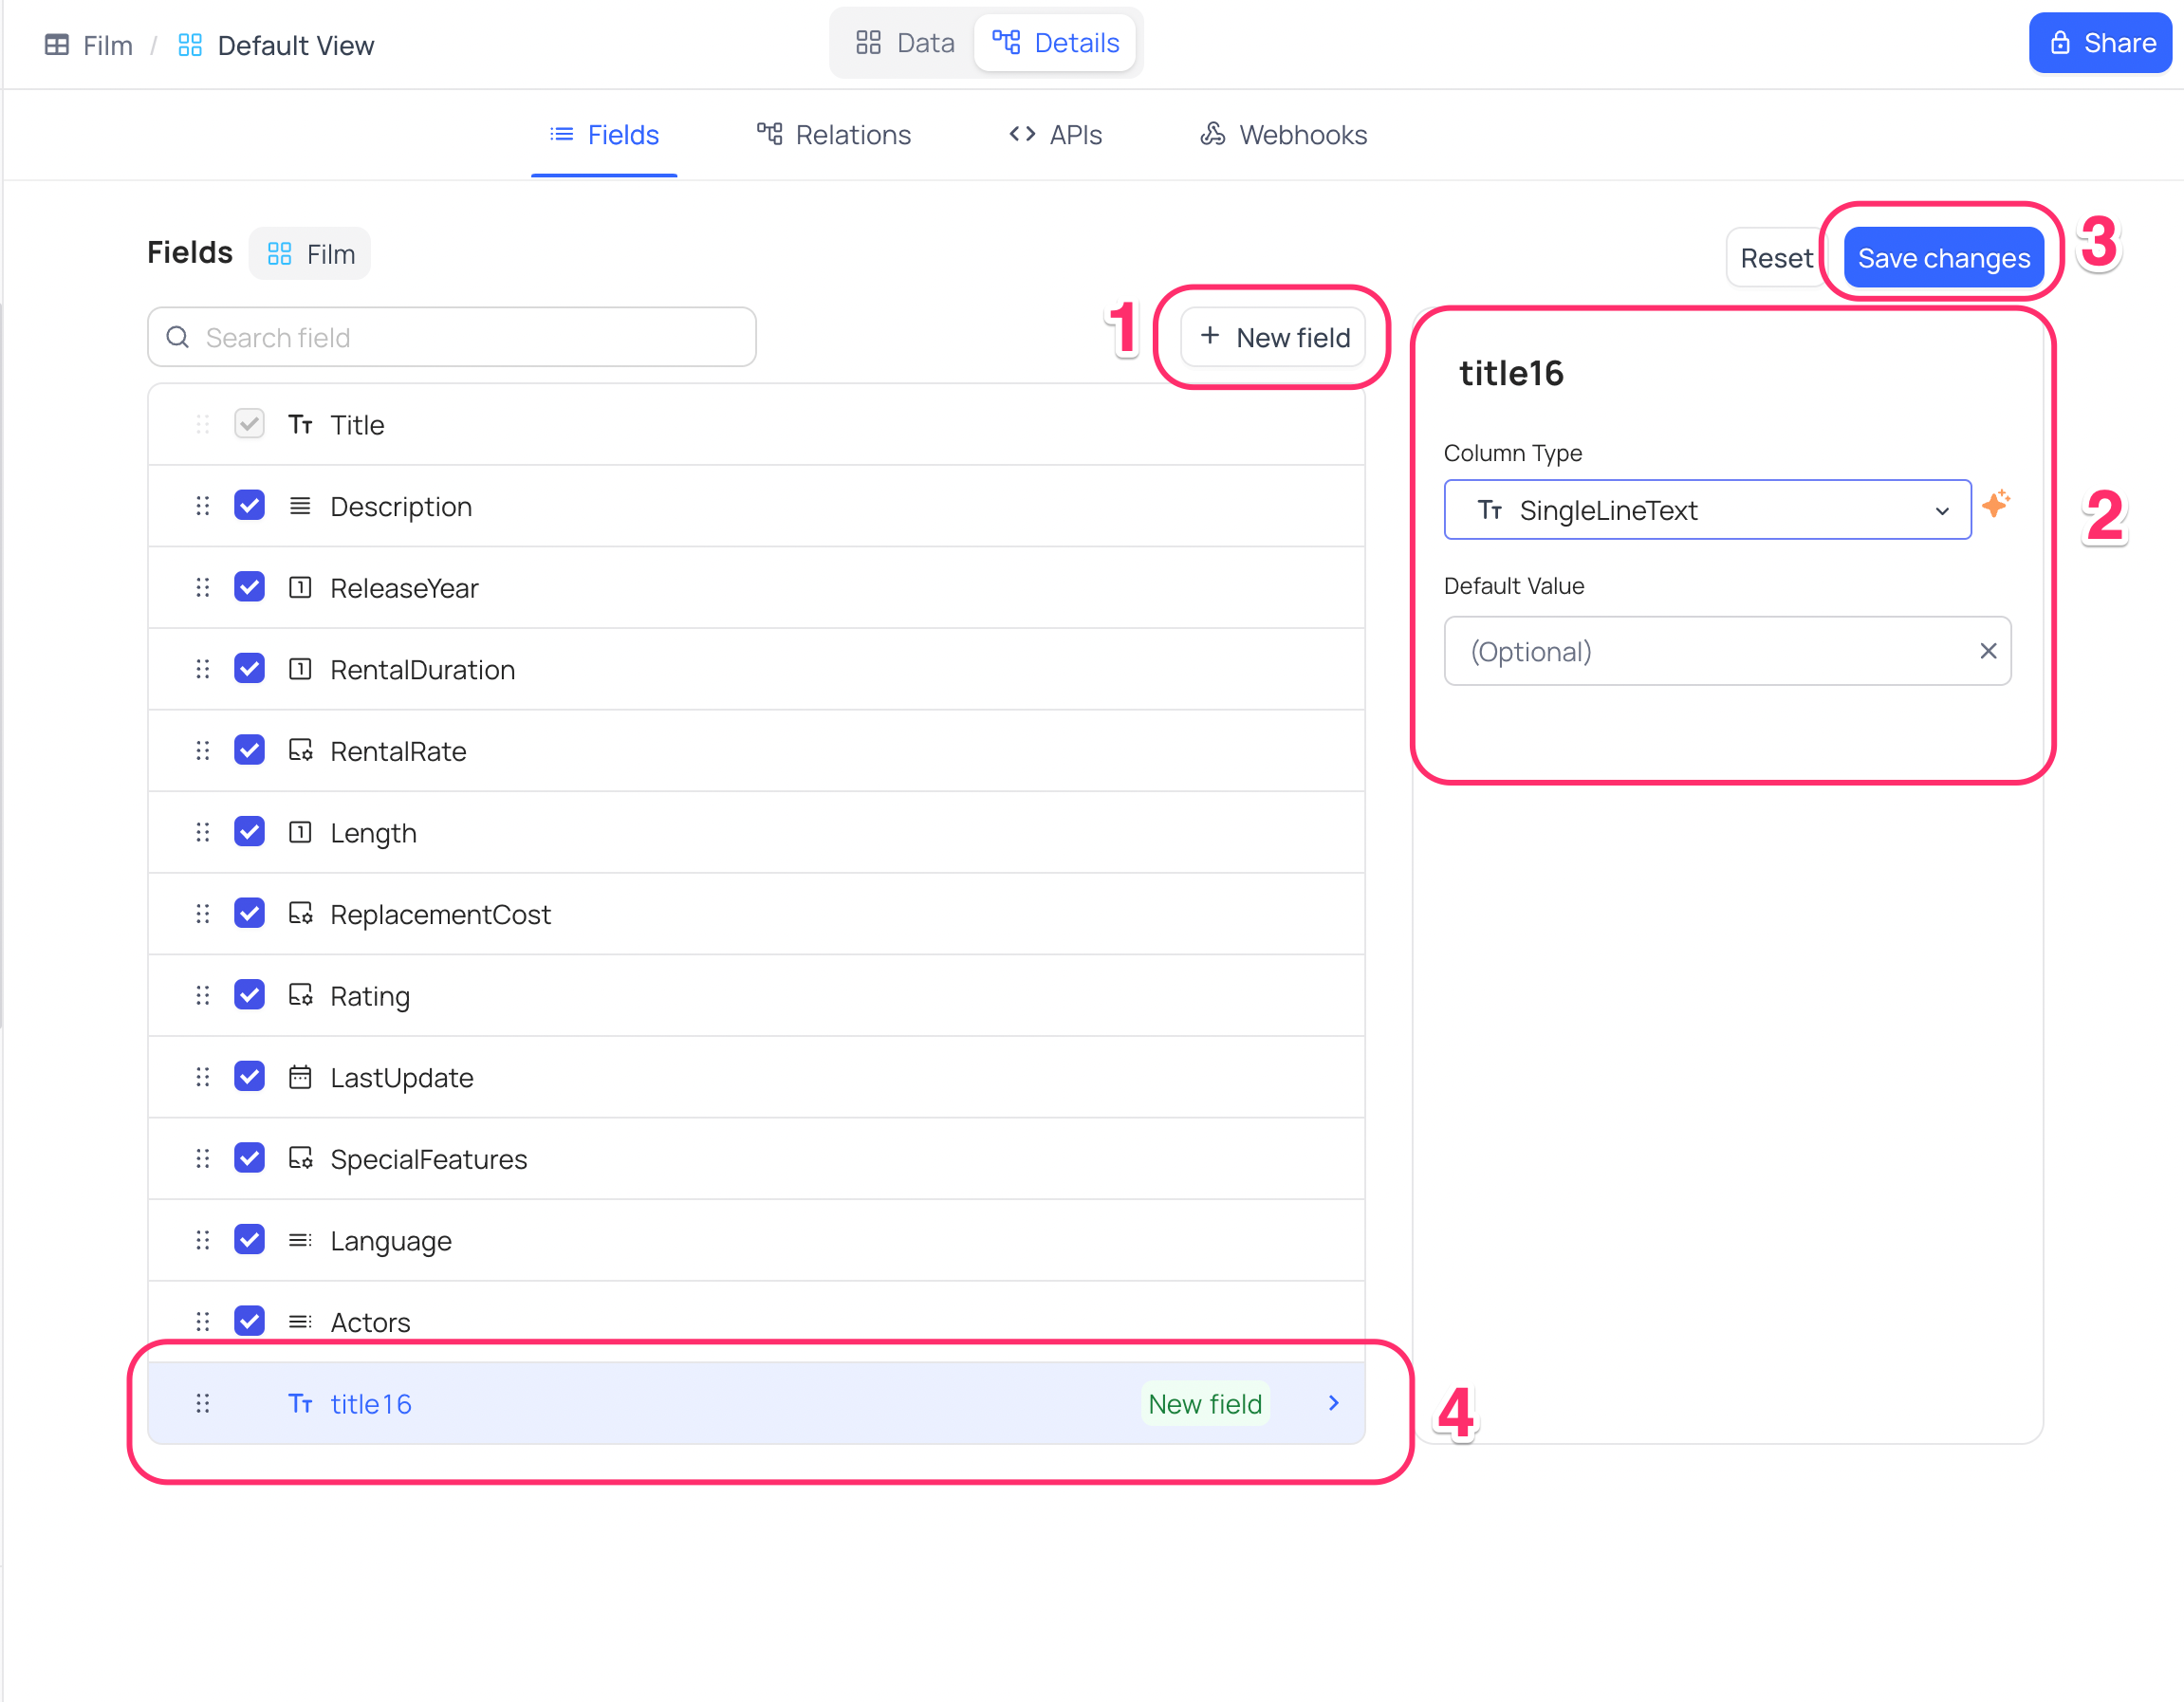 Film / Default View
Data
Details
Share
Fields
Relations
APIs
Webhooks
Fields
Film
Reset
Save changes
3
Search field
1
New field
Title
Description
ReleaseYear
RentalDuration
RentalRate
Length
ReplacementCost
Rating
LastUpdate
SpecialFeatures
Language
Actors
title16
New field
4
title16
Column Type
SingleLineText
2
Default Value
(Optional)